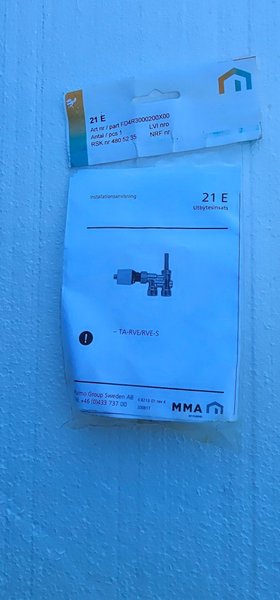 21 E
Art nr / part FD4R3000200X00
Antal / pcs 1 LVI nro
RSK nr 480 52 35 NRF nr
Installationsanvisning 21 E
Utbytesinsats
– TA-RVE/RVE-S
Group Sweden AB
+46 (0)433 737 00
MMA